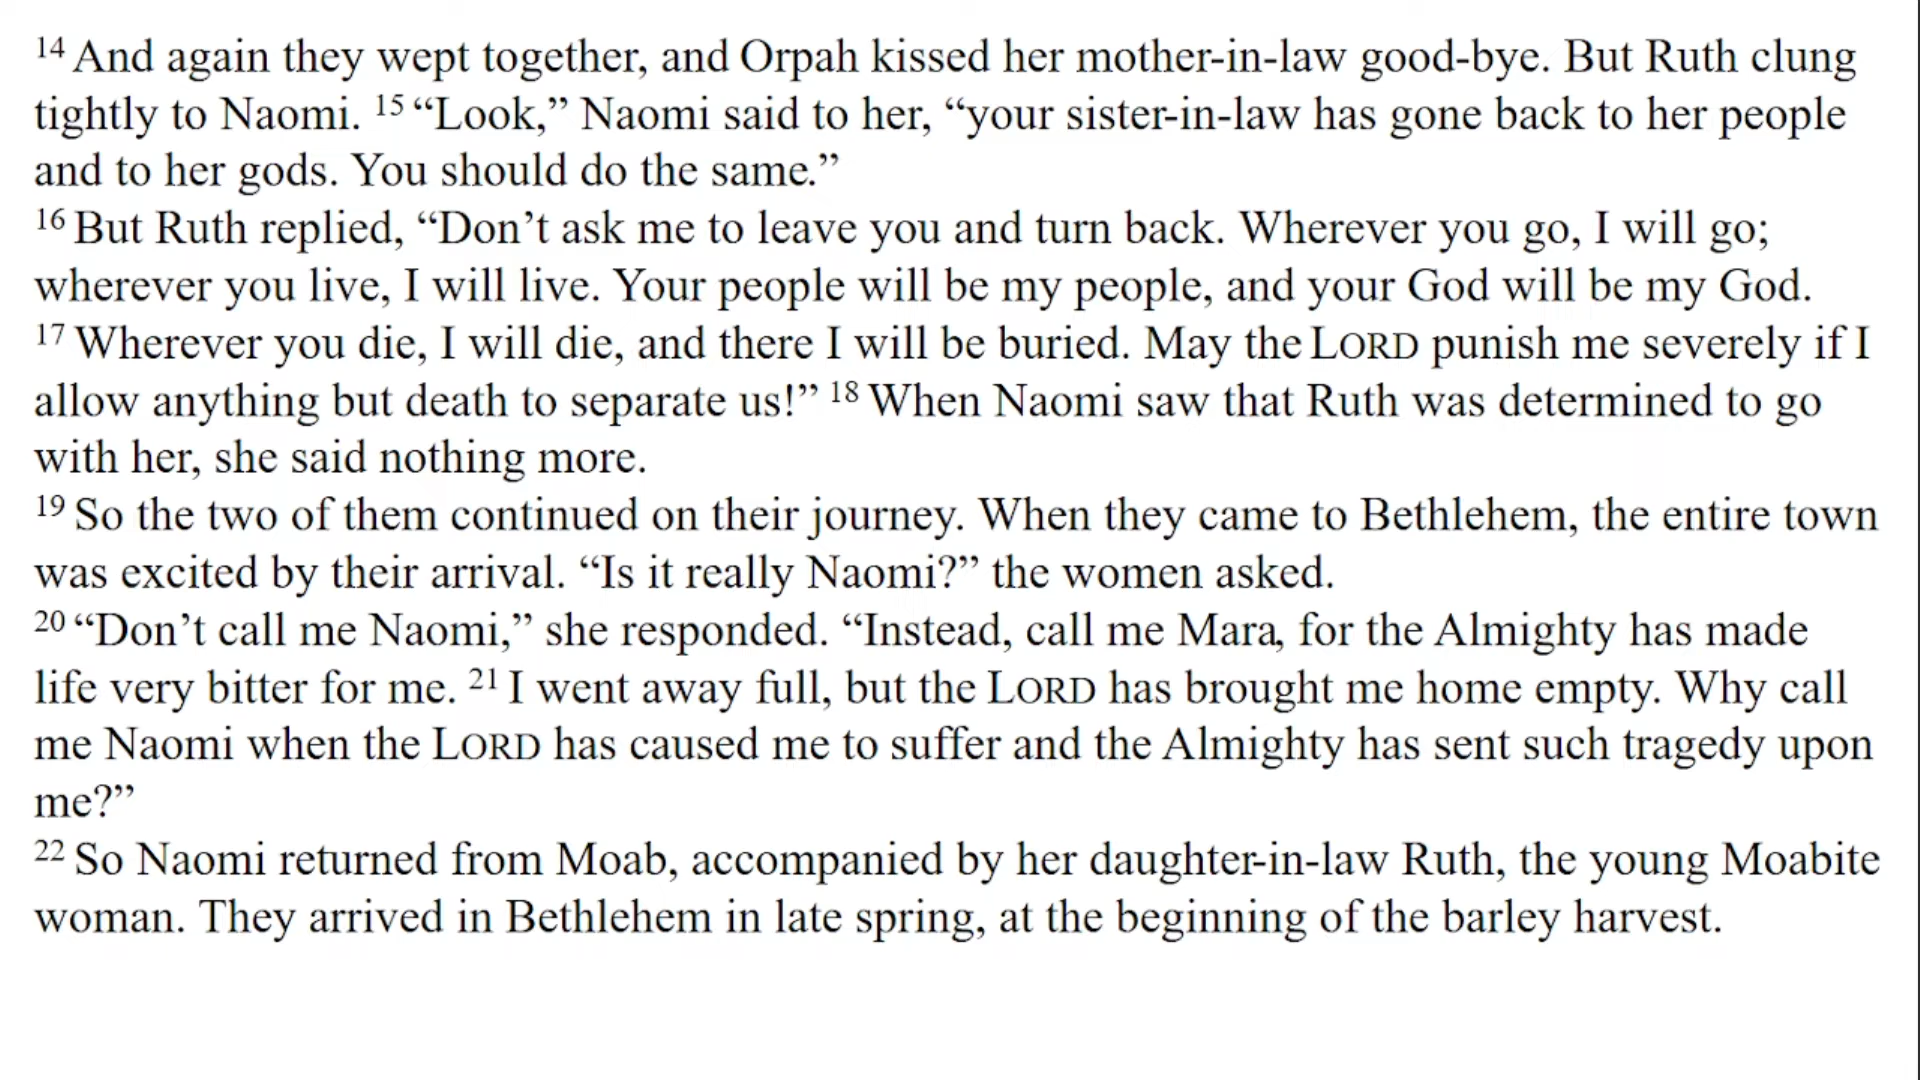 14 And again they wept together, and Orpah kissed her mother-in-law good-bye. But Ruth clung
tightly to Naomi. 15 “Look,” Naomi said to her, “your sister-in-law has gone back to her people
and to her gods. You should do the same.”
16 But Ruth replied, “Don’t ask me to leave you and turn back. Wherever you go, I will go;
wherever you live, I will live. Your people will be my people, and your God will be my God.
17 Wherever you die, I will die, and there I will be buried. May the LORD punish me severely if I
allow anything but death to separate us!” 18 When Naomi saw that Ruth was determined to go
with her, she said nothing more.
19 So the two of them continued on their journey. When they came to Bethlehem, the entire town
was excited by their arrival. “Is it really Naomi?” the women asked.
20 “Don’t call me Naomi,” she responded. “Instead, call me Mara, for the Almighty has made
life very bitter for me. 21 I went away full, but the LORD has brought me home empty. Why call
me Naomi when the LORD has caused me to suffer and the Almighty has sent such tragedy upon
me?”
22 So Naomi returned from Moab, accompanied by her daughter-in-law Ruth, the young Moabite
woman. They arrived in Bethlehem in late spring, at the beginning of the barley harvest.